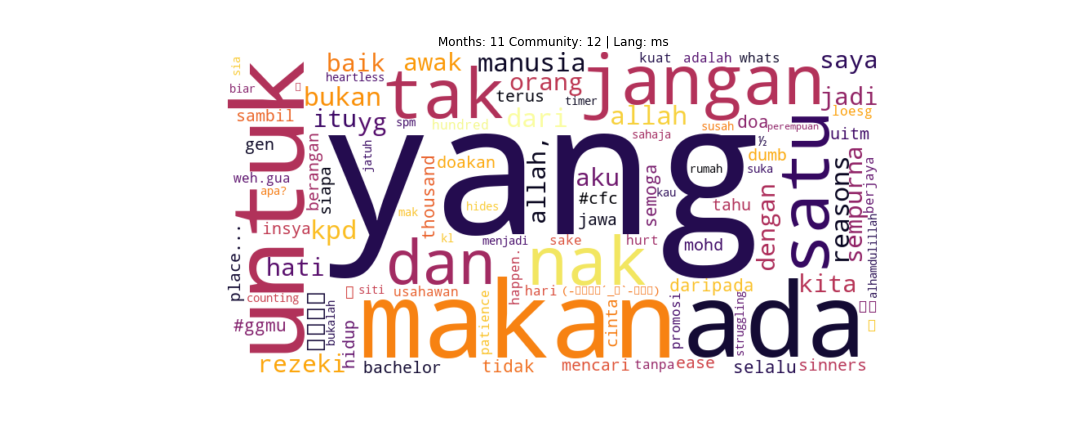 Months: 11 Community: 12 | Lang: ms
sia
baik
awak
manusia
kuat
adalah
whats
saya
heartless
orang
jangan
biar
bukan
tak
terus
timer
jadi
sambil
itu
yg
spm
hundred
dari
allah
doa
perempuan
loesg
untuk
gen
siapa
berangan
jatuh
yang
sahaja
susah
½
uitm
weh.gua
apa?
doakan
allah,
aku
rumah
dumb
suka
satu
reasons
sempurna
berjaya
thousand
mak
hides
#cfc
jawa
kau
semoga
tahu
dengan
insya
kpd
kl
menjadi
sake
hurt
mohd
alhamdulillah
place...
hati
dan
nak
happen.
daripada
kita
counting
siti
usahawan
hari
cinta
promosi
struggling
#ggmu
bukalah
hidup
makan
patience
ada
rezeki
bachelor
tidak
mencari
tanpa
ease
selalu
sinners